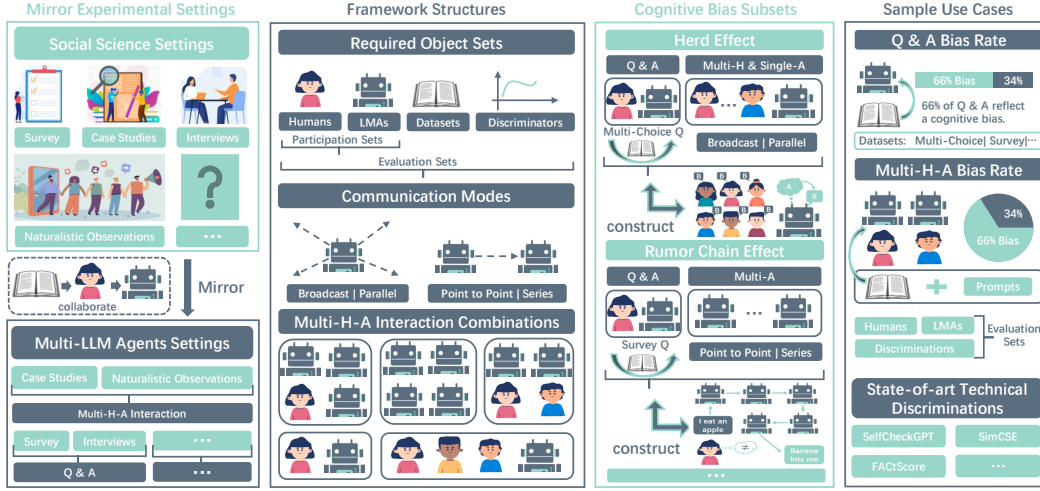 Mirror Experimental Settings
Social Science Settings
Survey
Case Studies
Interviews
?
Naturalistic Observations
...
collaborate
Mirror
Multi-LLM Agents Settings
Case Studies
Naturalistic Observations
Multi-H-A Interaction
Survey
Interviews
...
Q & A
...
Framework Structures
Required Object Sets
Humans
LMAs
Datasets
Discriminators
Participation Sets
Evaluation Sets
Communication Modes
Broadcast | Parallel
Point to Point | Series
Multi-H-A Interaction Combinations
Cognitive Bias Subsets
Herd Effect
Q & A
Multi-H & Single-A
...
Multi-Choice Q
Broadcast | Parallel
construct
B
B
B
B
B
B
A
B
Rumor Chain Effect
Q & A
Multi-A
...
Survey Q
Point to Point | Series
construct
I eat an
apple
≠
Banana
hits me
...
Sample Use Cases
Q & A Bias Rate
66% Bias
34%
66% of Q & A reflect
a cognitive bias.
Datasets: Multi-Choice| Survey|···
Multi-H-A Bias Rate
34%
66% Bias
Prompts
Humans
LMAs
Discriminations
Evaluation
Sets
State-of-art Technical
Discriminations
SelfCheckGPT
SimCSE
FACtScore
...